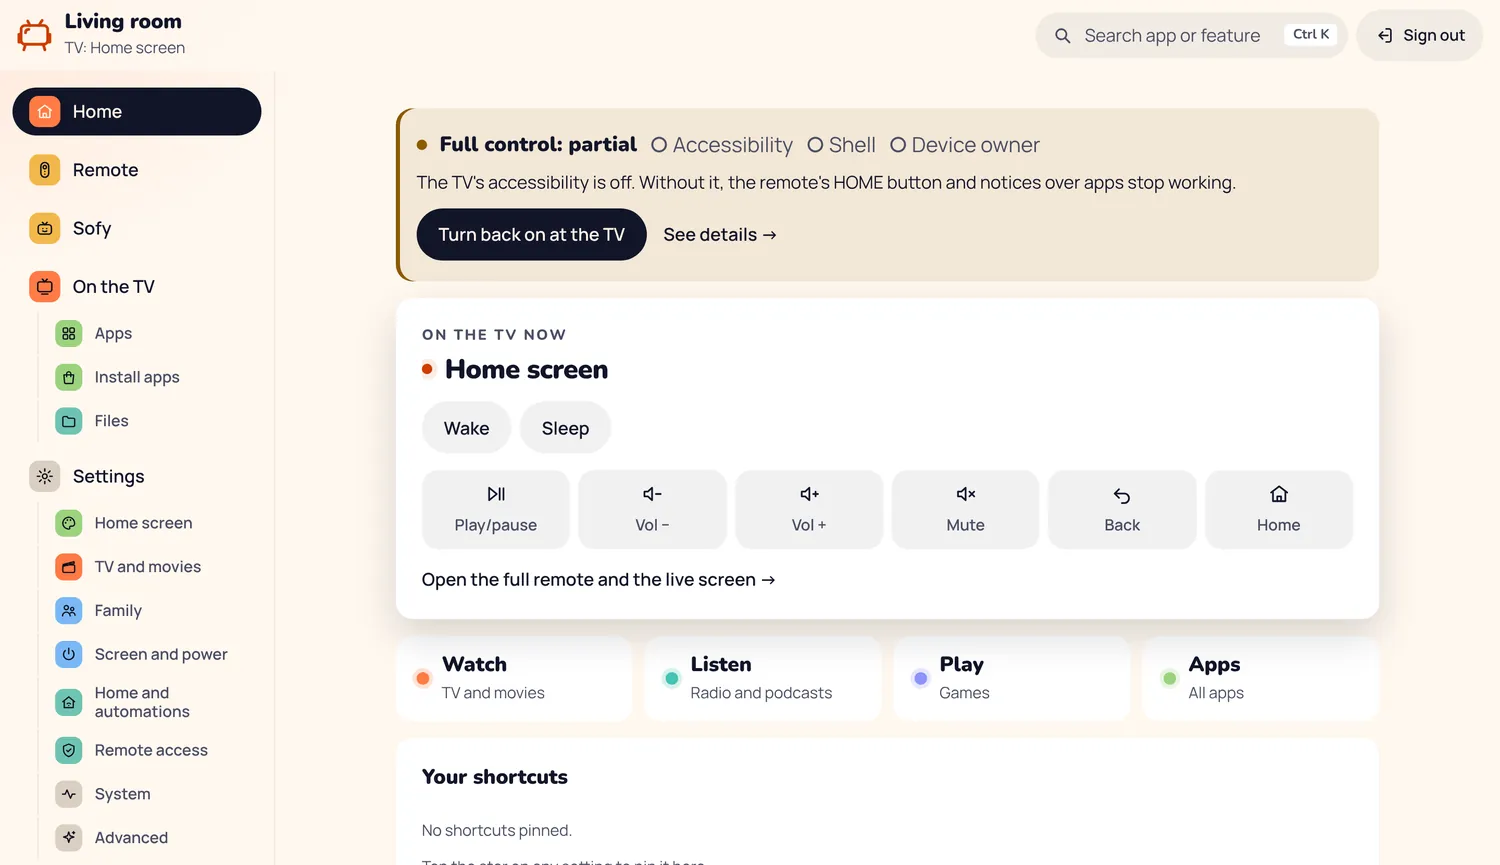 Living room
TV: Home screen
Search app or feature
Ctrl K
Sign out
Home
Remote
Sofy
On the TV
Apps
Install apps
Files
Settings
Home screen
TV and movies
Family
Screen and power
Home and
automations
Remote access
System
Advanced
Full control: partial
Accessibility
Shell
Device owner
The TV's accessibility is off. Without it, the remote's HOME button and notices over apps stop working.
Turn back on at the TV
See details →
ON THE TV NOW
Home screen
Wake
Sleep
Play/pause
Vol −
Vol +
Mute
Back
Home
Open the full remote and the live screen →
Watch
TV and movies
Listen
Radio and podcasts
Play
Games
Apps
All apps
Your shortcuts
No shortcuts pinned.